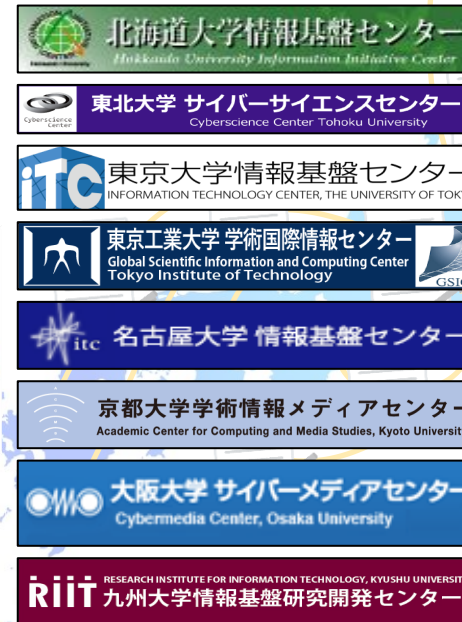 北海道大学情報基盤センター
Hokkaido University Information Initiative Center
Cyberscience
Center
東北大学 サイバーサイエンスセンター
Cyberscience Center Tohoku University
iTC
東京大学情報基盤センター
INFORMATION TECHNOLOGY CENTER, THE UNIVERSITY OF TOK
東京工業大学 学術国際情報センター
Global Scientific Information and Computing Center
Tokyo Institute of Technology
GSIC
itc 名古屋大学 情報基盤センター
京都大学学術情報メディアセンター
Academic Center for Computing and Media Studies, Kyoto Universit
大阪大学 サイバーメディアセンター
Cybermedia Center, Osaka University
RIIT
RESEARCH INSTITUTE FOR INFORMATION TECHNOLOGY, KYUSHU UNIVERSIT
九州大学情報基盤研究開発センター